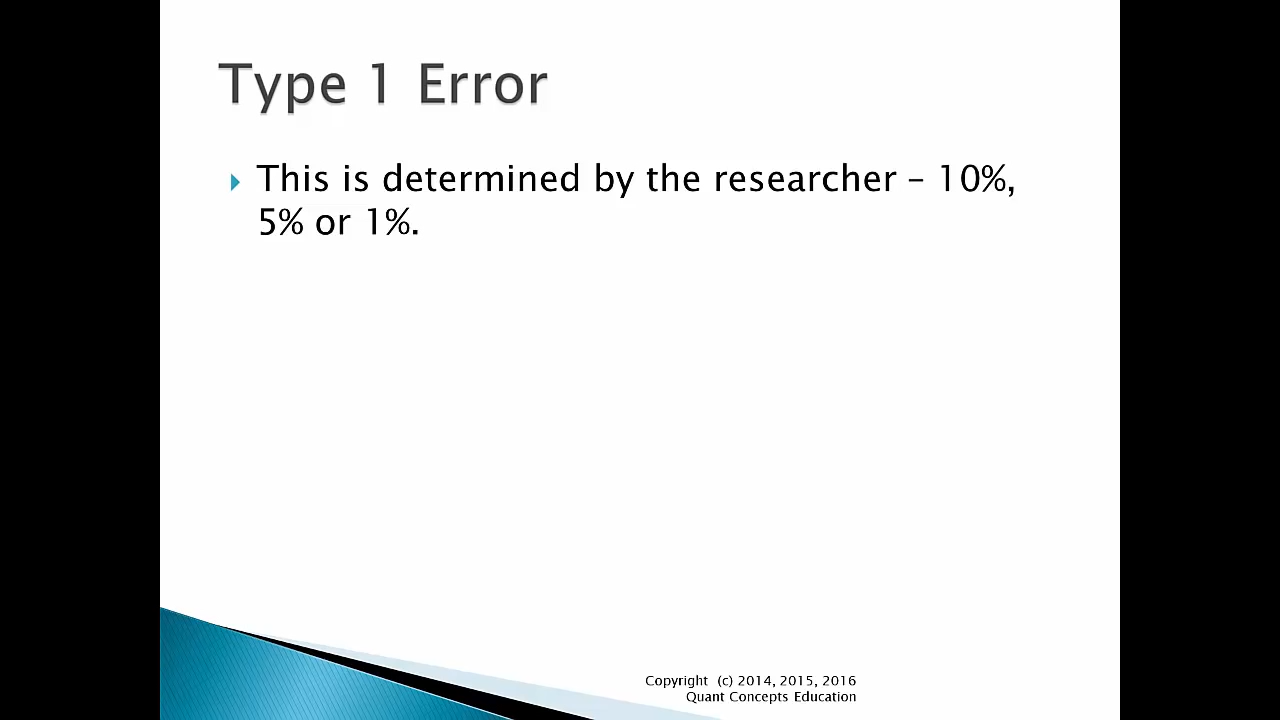 Type 1 Error
This is determined by the researcher – 10%,
5% or 1%.
Copyright (c) 2014, 2015, 2016
Quant Concepts Education